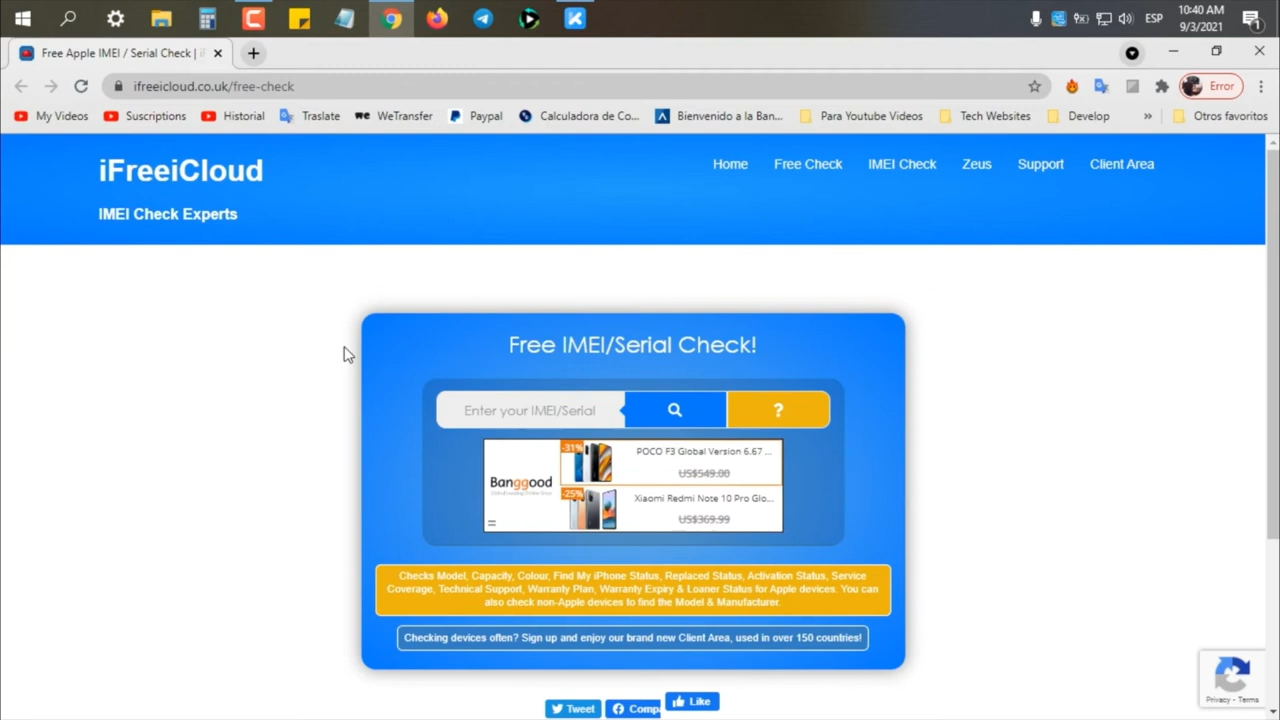 10:40 AM
ESP
9/3/2021
1
Free Apple IMEI / Serial Check | i
ifreeicloud.co.uk/free-check
Error
My Videos Suscriptions Historial Traslate WeTransfer Paypal Calculadora de Co... Bienvenido a la Ban... Para Youtube Videos Tech Websites Develop » Otros favoritos
iFreeiCloud
Home Free Check IMEI Check Zeus Support Client Area
IMEI Check Experts
Free IMEI/Serial Check!
Enter your IMEI/Serial ?
-31%
POCO F3 Global Version 6.67 ...
US$549.00
Banggood
-25%
Xiaomi Redmi Note 10 Pro Glo...
US$369.99
Checks Model, Capacity, Colour, Find My iPhone Status, Replaced Status, Activation Status, Service
Coverage, Technical Support, Warranty Plan, Warranty Expiry & Loaner Status for Apple devices. You can
also check non-Apple devices to find the Model & Manufacturer.
Checking devices often? Sign up and enjoy our brand new Client Area, used in over 150 countries!
Tweet Comp Like
Privacy - Terms